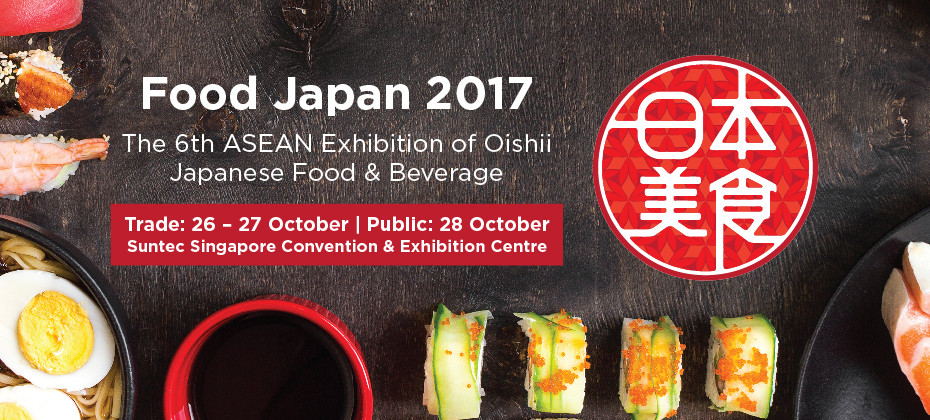 Food Japan 2017
The 6th ASEAN Exhibition of Oishii
Japanese Food & Beverage
Trade: 26 – 27 October | Public: 28 October
Suntec Singapore Convention & Exhibition Centre
日本
美食